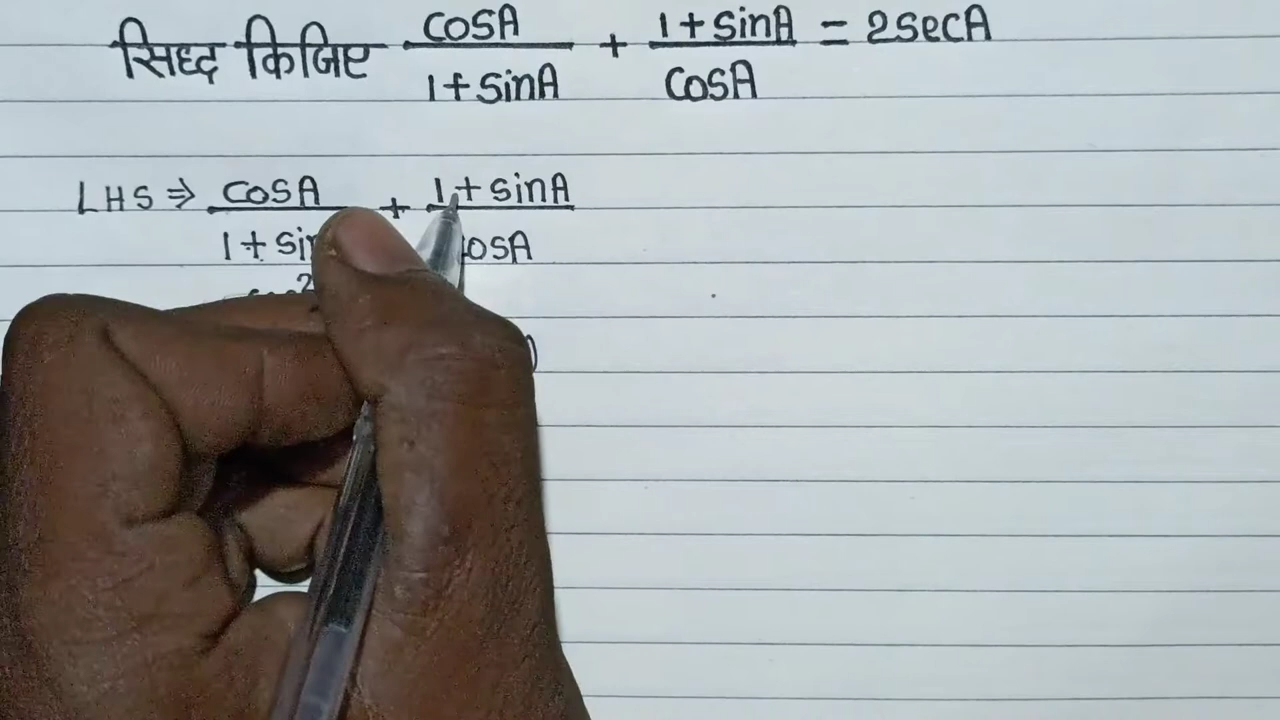 सिध्द किजिए cosA / 1+sinA + 1+sinA / cosA = 2secA
LHS ⇒ cosA / 1+sin + 1+sinA / cosA